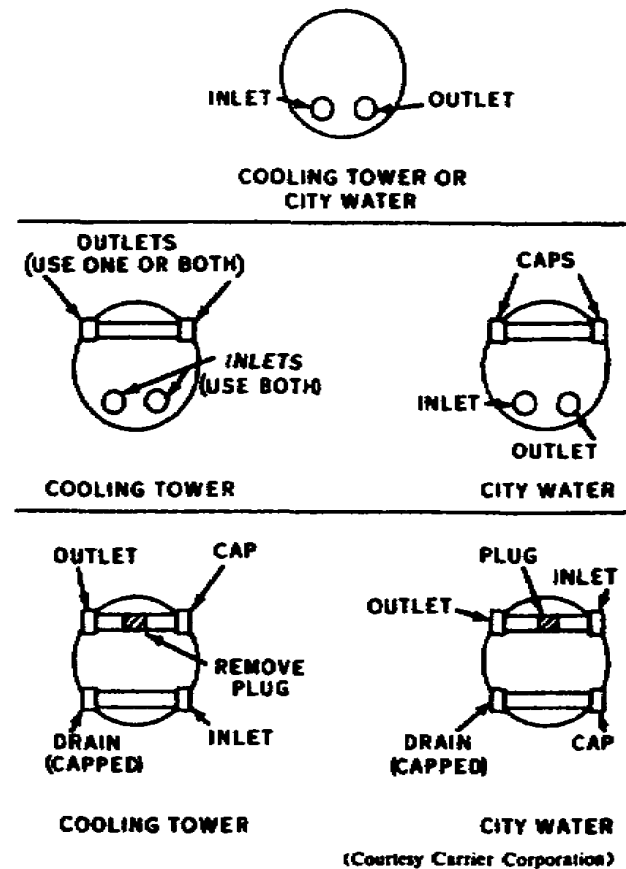 INLET
OUTLET
COOLING TOWER OR
CITY WATER
OUTLETS
(USE ONE OR BOTH)
INLETS
(USE BOTH)
COOLING TOWER
CAPS
INLET
OUTLET
CITY WATER
OUTLET
CAP
REMOVE
PLUG
DRAIN
(CAPPED)
INLET
COOLING TOWER
PLUG
INLET
OUTLET
DRAIN
(CAPPED)
CAP
CITY WATER
(Courtesy Carrier Corporation)